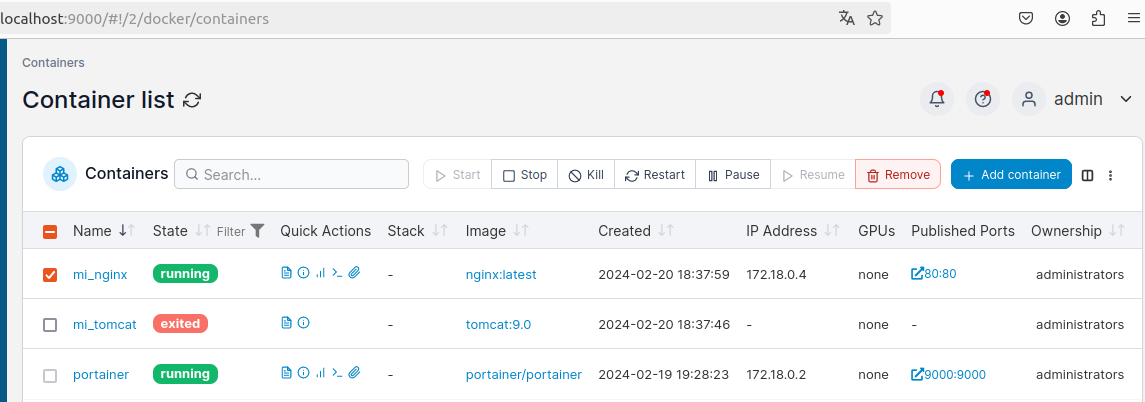 localhost:9000/#!/2/docker/containers
Containers
Container list
admin
Containers Search... Start Stop Kill Restart Pause Resume Remove + Add container
Name State Filter Quick Actions Stack Image Created IP Address GPUs Published Ports Ownership
mi_nginx running - nginx:latest 2024-02-20 18:37:59 172.18.0.4 none 80:80 administrators
mi_tomcat exited - tomcat:9.0 2024-02-20 18:37:46 - none - administrators
portainer running - portainer/portainer 2024-02-19 19:28:23 172.18.0.2 none 9000:9000 administrators